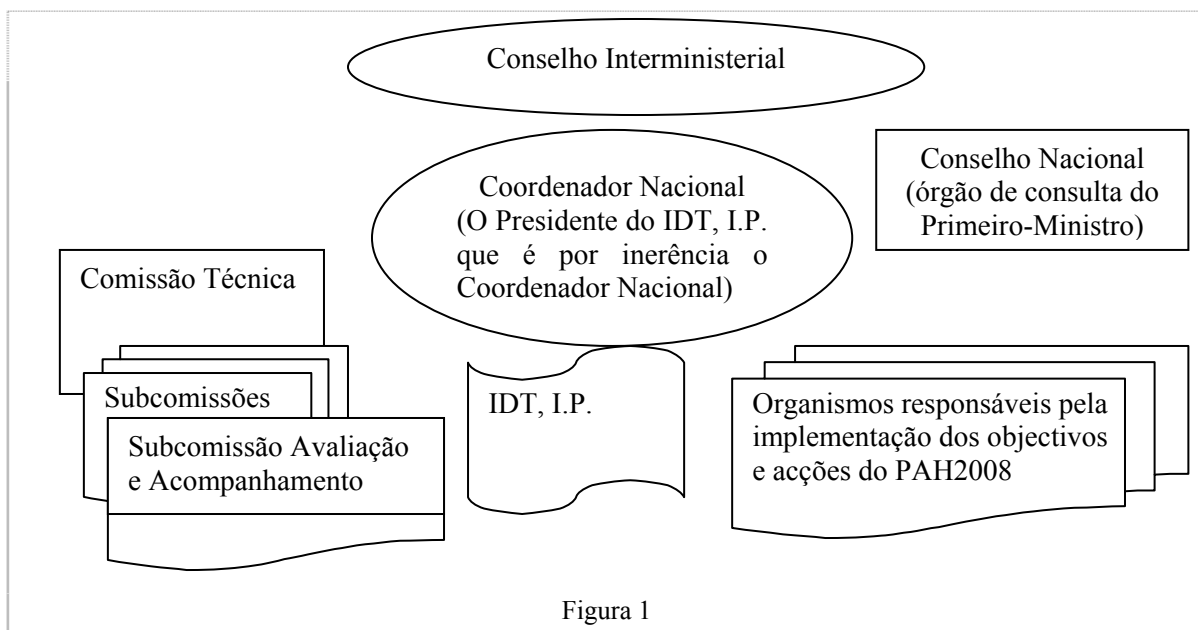 Conselho Interministerial
Coordenador Nacional
(O Presidente do IDT, I.P.
que é por inerência o
Coordenador Nacional)
Conselho Nacional
(órgão de consulta do
Primeiro-Ministro)
Comissão Técnica
Subcomissões
Subcomissão Avaliação
e Acompanhamento
IDT, I.P.
Organismos responsáveis pela
implementação dos objectivos
e acções do PAH2008
Figura 1